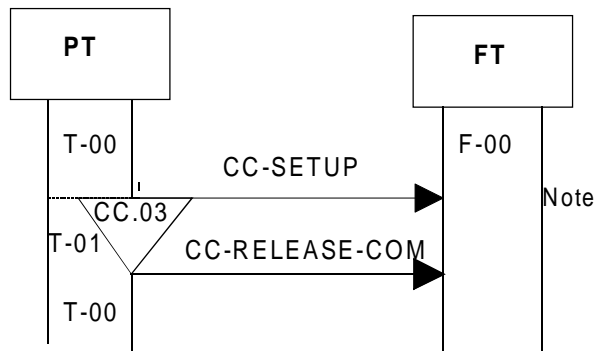 PT
FT
T-00
F-00
CC-SETUP
Note
CC.03
T-01
CC-RELEASE-COM
T-00